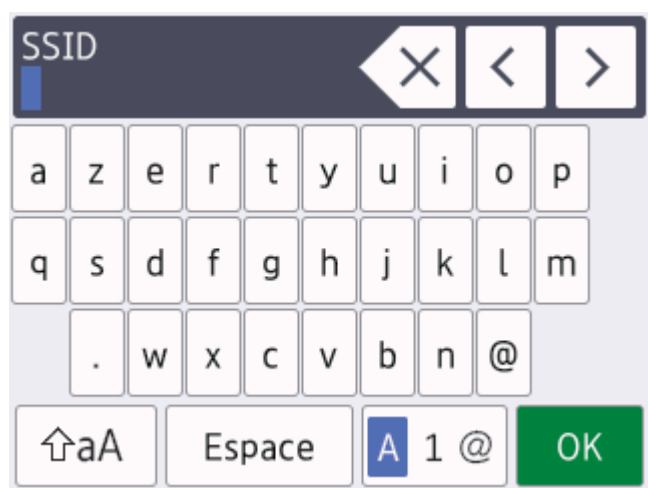 SSID
a z e r t y u i o p
q s d f g h j k l m
. w x c v b n @
aA Espace A 1 @ OK